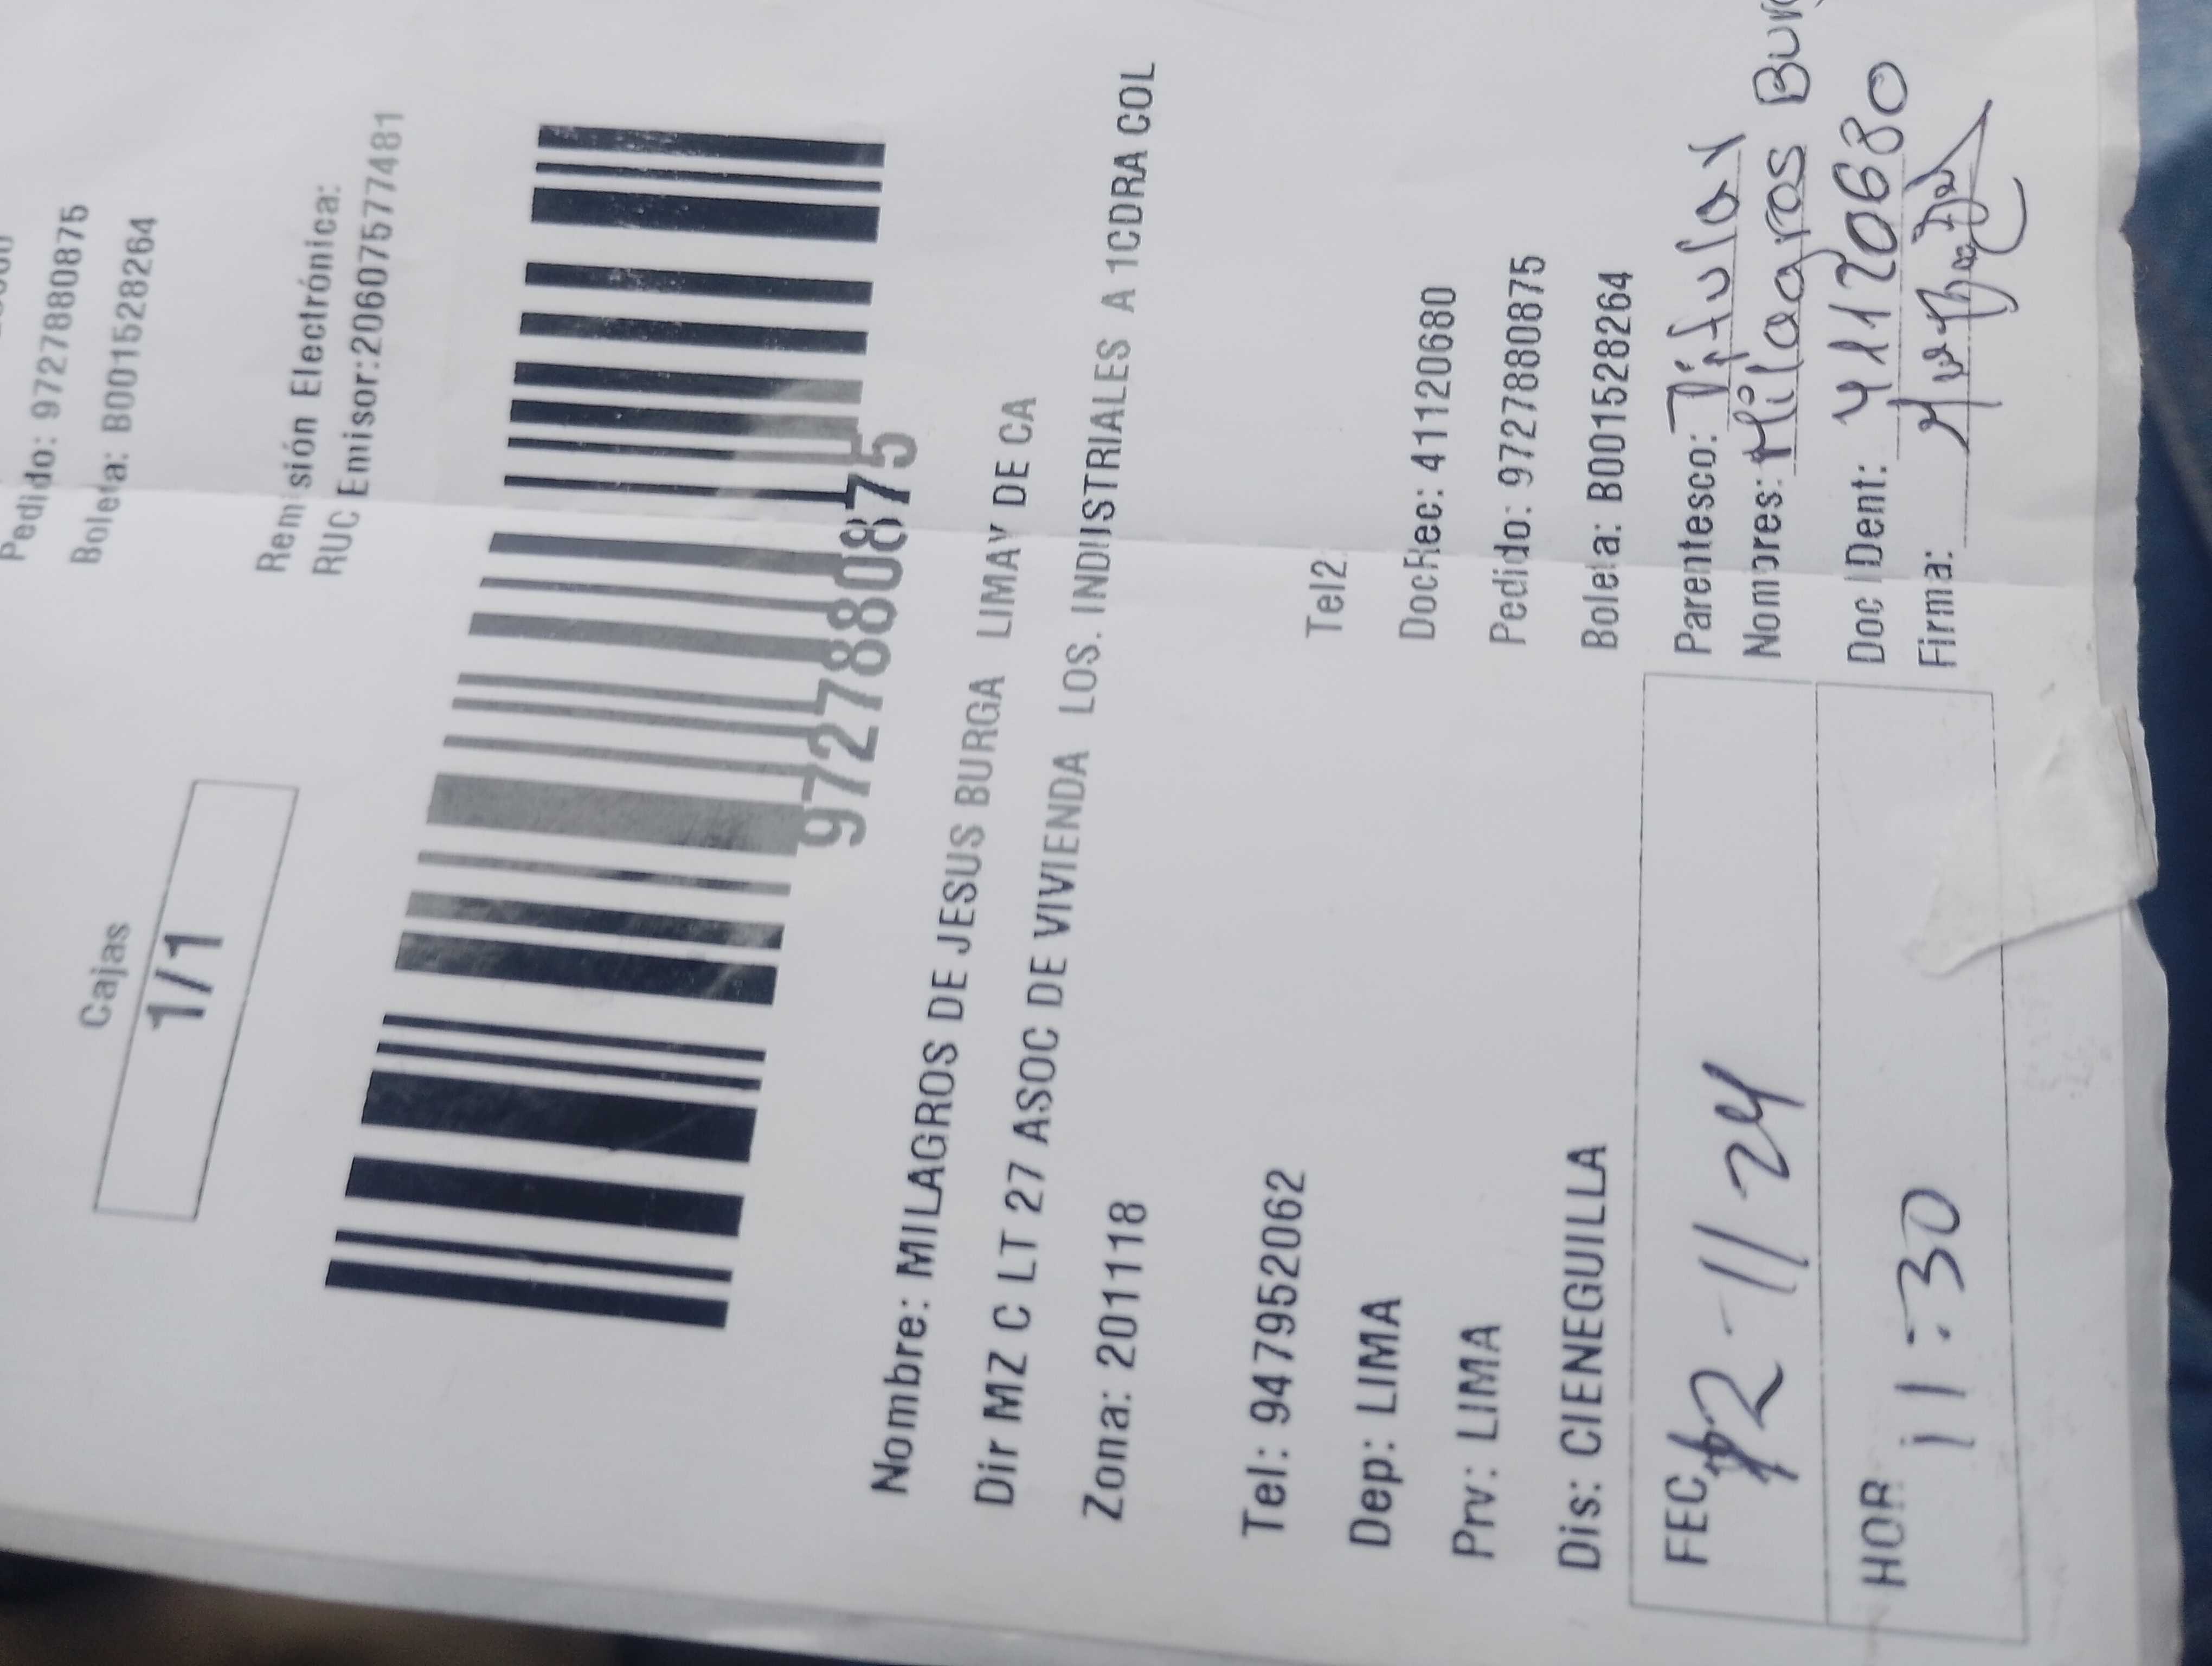 Pedido: 9727880875
Boleta: B001528264
Cajas
1/1
Remisión Electrónica:
RUC Emisor:20607577481
9727880875
Nombre: MILAGROS DE JESUS BURGA LIMAY DE CA
Dir MZ C LT 27 ASOC DE VIVIENDA LOS. INDUSTRIALES A 1CDRA COL
Zona: 201118
Tel: 947952062
Tel2:
Dep: LIMA
DocRec: 41120680
Prv: LIMA
Pedido: 9727880875
Dis: CIENEGUILLA
Boleta: B001528264
FEC 12-11 24
Parentesco: Titular
Nombres: Milagros Bur
HOR 11:30
Doc IDent: 41120680
Firma: